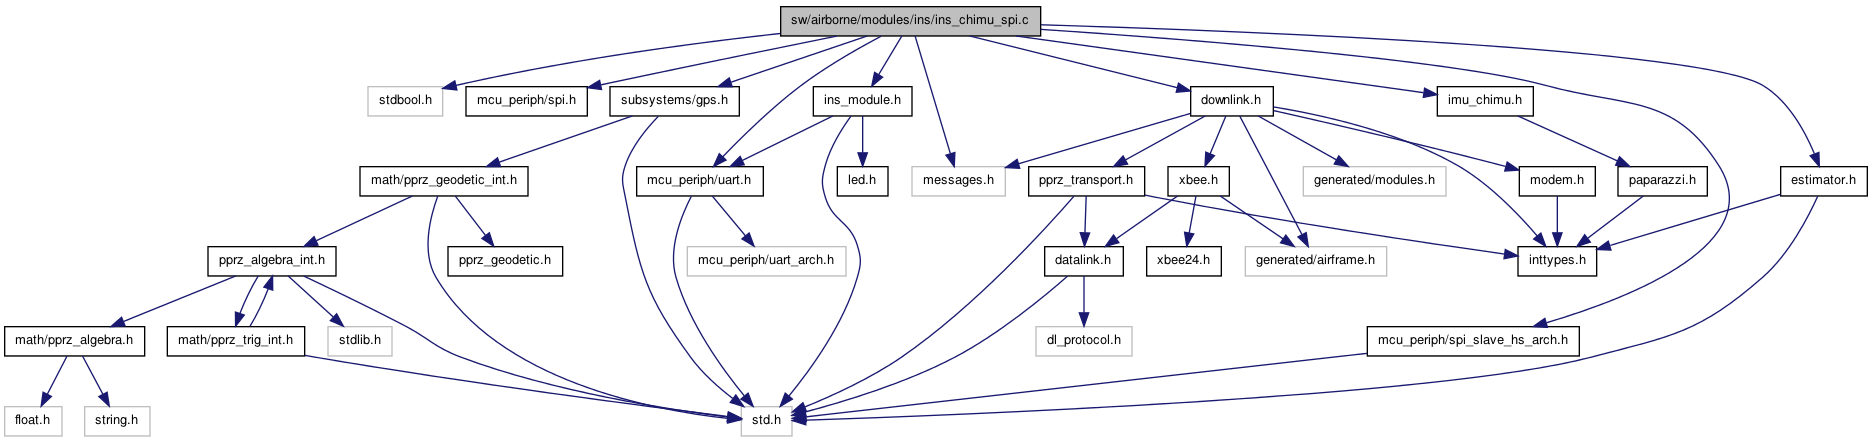 sw/airborne/modules/ins/ins_chimu_spi.c
stdbool.h
mcu_periph/spi.h
subsystems/gps.h
ins_module.h
downlink.h
imu_chimu.h
math/pprz_geodetic_int.h
mcu_periph/uart.h
led.h
messages.h
pprz_transport.h
xbee.h
generated/modules.h
modem.h
paparazzi.h
estimator.h
pprz_algebra_int.h
pprz_geodetic.h
mcu_periph/uart_arch.h
datalink.h
xbee24.h
generated/airframe.h
inttypes.h
math/pprz_algebra.h
math/pprz_trig_int.h
stdlib.h
dl_protocol.h
mcu_periph/spi_slave_hs_arch.h
float.h
string.h
std.h